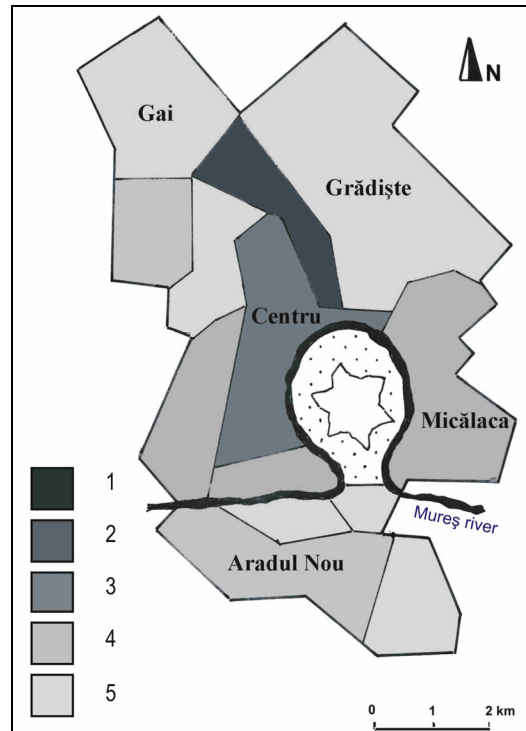 N
Gai
Grădişte
Centru
Micălaca
1
2
3
4
5
Mureş river
Aradul Nou
0 1 2 km